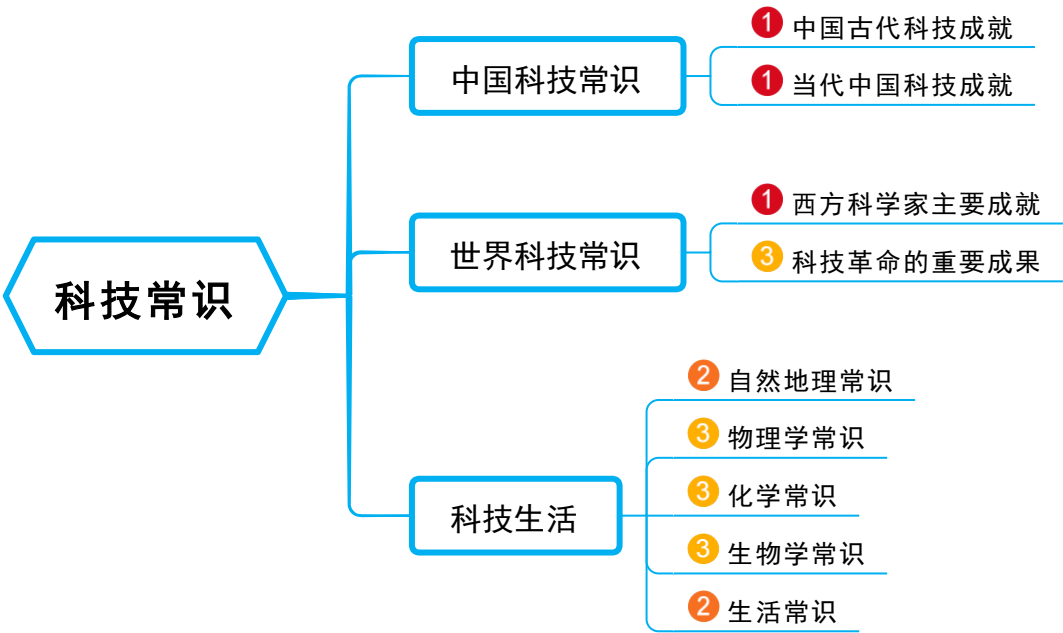 科技常识
中国科技常识
1 中国古代科技成就
1 当代中国科技成就
世界科技常识
1 西方科学家主要成就
3 科技革命的重要成果
科技生活
2 自然地理常识
3 物理学常识
3 化学常识
3 生物学常识
2 生活常识